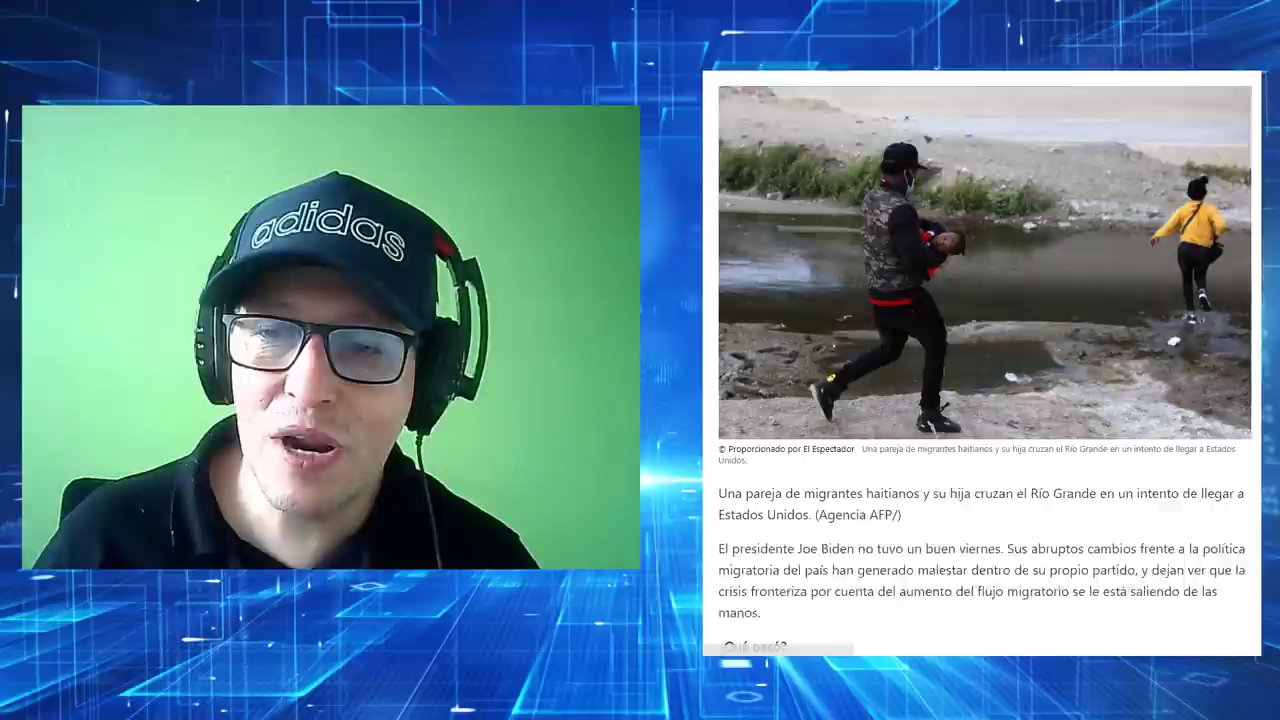 adidas
© Proporcionado por El Espectador Una pareja de migrantes haitianos y su hija cruzan el Río Grande en un intento de llegar a Estados
Unidos.
Una pareja de migrantes haitianos y su hija cruzan el Río Grande en un intento de llegar a
Estados Unidos. (Agencia AFP/)
El presidente Joe Biden no tuvo un buen viernes. Sus abruptos cambios frente a la política
migratoria del país han generado malestar dentro de su propio partido, y dejan ver que la
crisis fronteriza por cuenta del aumento del flujo migratorio se le está saliendo de las
manos.
¿Qué pasó?